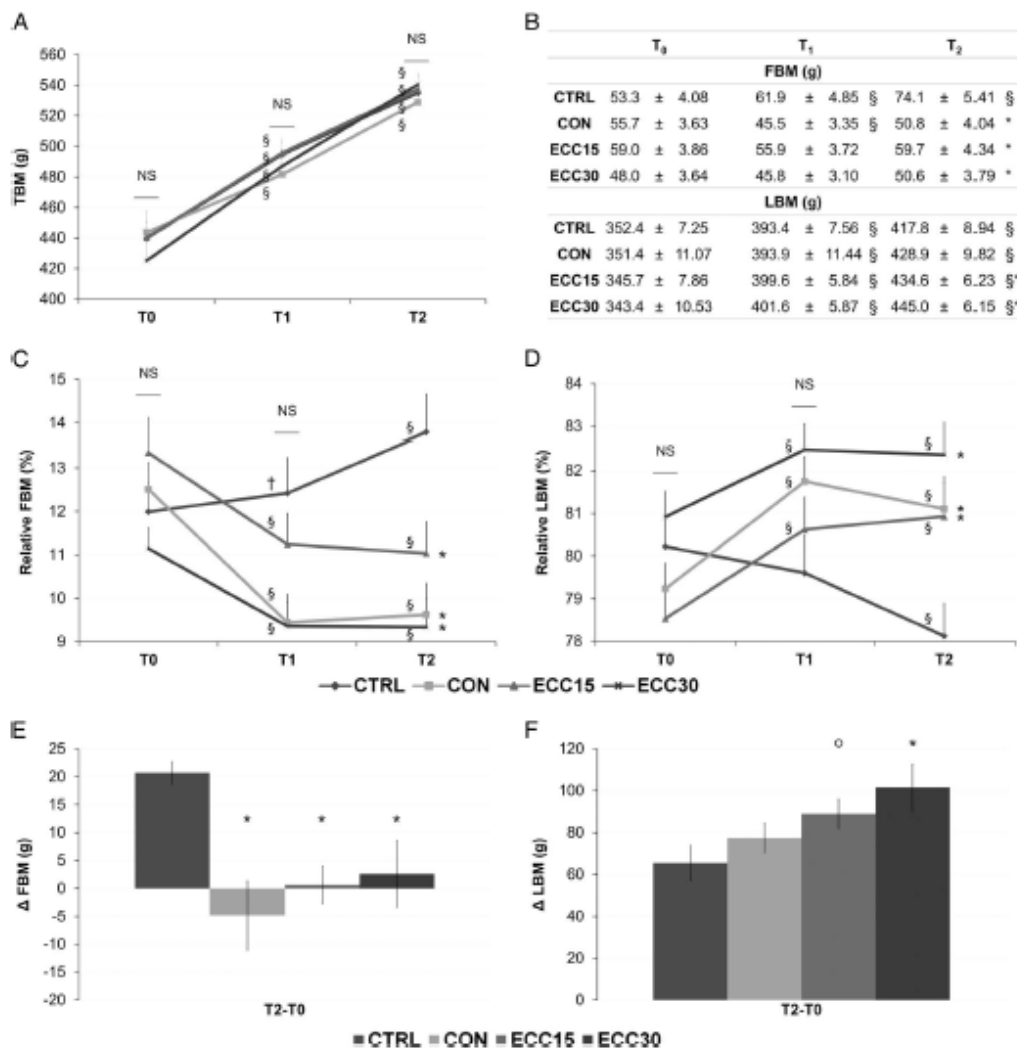 A
TBM (g)
560
540
520
500
480
460
440
420
400
NS
NS
NS
§
§
§
§
§
§
§
§
T0 T1 T2
B
T₀ T₁ T₂
FBM (g)
CTRL 53.3 ± 4.08 61.9 ± 4.85 § 74.1 ± 5.41 §
CON 55.7 ± 3.63 45.5 ± 3.35 § 50.8 ± 4.04 *
ECC15 59.0 ± 3.86 55.9 ± 3.72 59.7 ± 4.34 *
ECC30 48.0 ± 3.64 45.8 ± 3.10 50.6 ± 3.79 *
LBM (g)
CTRL 352.4 ± 7.25 393.4 ± 7.56 § 417.8 ± 8.94 §
CON 351.4 ± 11.07 393.9 ± 11.44 § 428.9 ± 9.82 §
ECC15 345.7 ± 7.86 399.6 ± 5.84 § 434.6 ± 6.23 §*
ECC30 343.4 ± 10.53 401.6 ± 5.87 § 445.0 ± 6.15 §*
C
Relative FBM (%)
15
14
13
12
11
10
9
NS
NS
†
§
§
§
§
§ *
§ *
§ *
T0 T1 T2
D
Relative LBM (%)
84
83
82
81
80
79
78
NS
NS
§
§
§
§ *
§ *
§ *
§
T0 T1 T2
CTRL CON ECC15 ECC30
E
Δ FBM (g)
25
20
15
10
5
0
-5
-10
-15
-20
* * *
T2-T0
F
Δ LBM (g)
120
100
80
60
40
20
0
o *
T2-T0
CTRL CON ECC15 ECC30